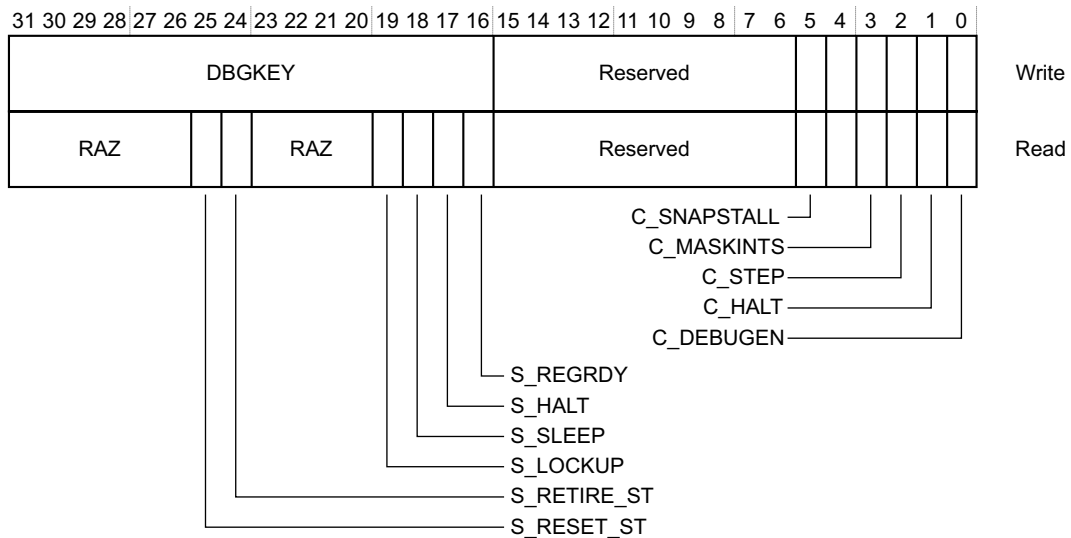 31 30 29 28 27 26 25 24 23 22 21 20 19 18 17 16 15 14 13 12 11 10 9 8 7 6 5 4 3 2 1 0
DBGKEY Reserved Write
RAZ RAZ Reserved Read
C_SNAPSTALL
C_MASKINTS
C_STEP
C_HALT
C_DEBUGEN
S_REGRDY
S_HALT
S_SLEEP
S_LOCKUP
S_RETIRE_ST
S_RESET_ST